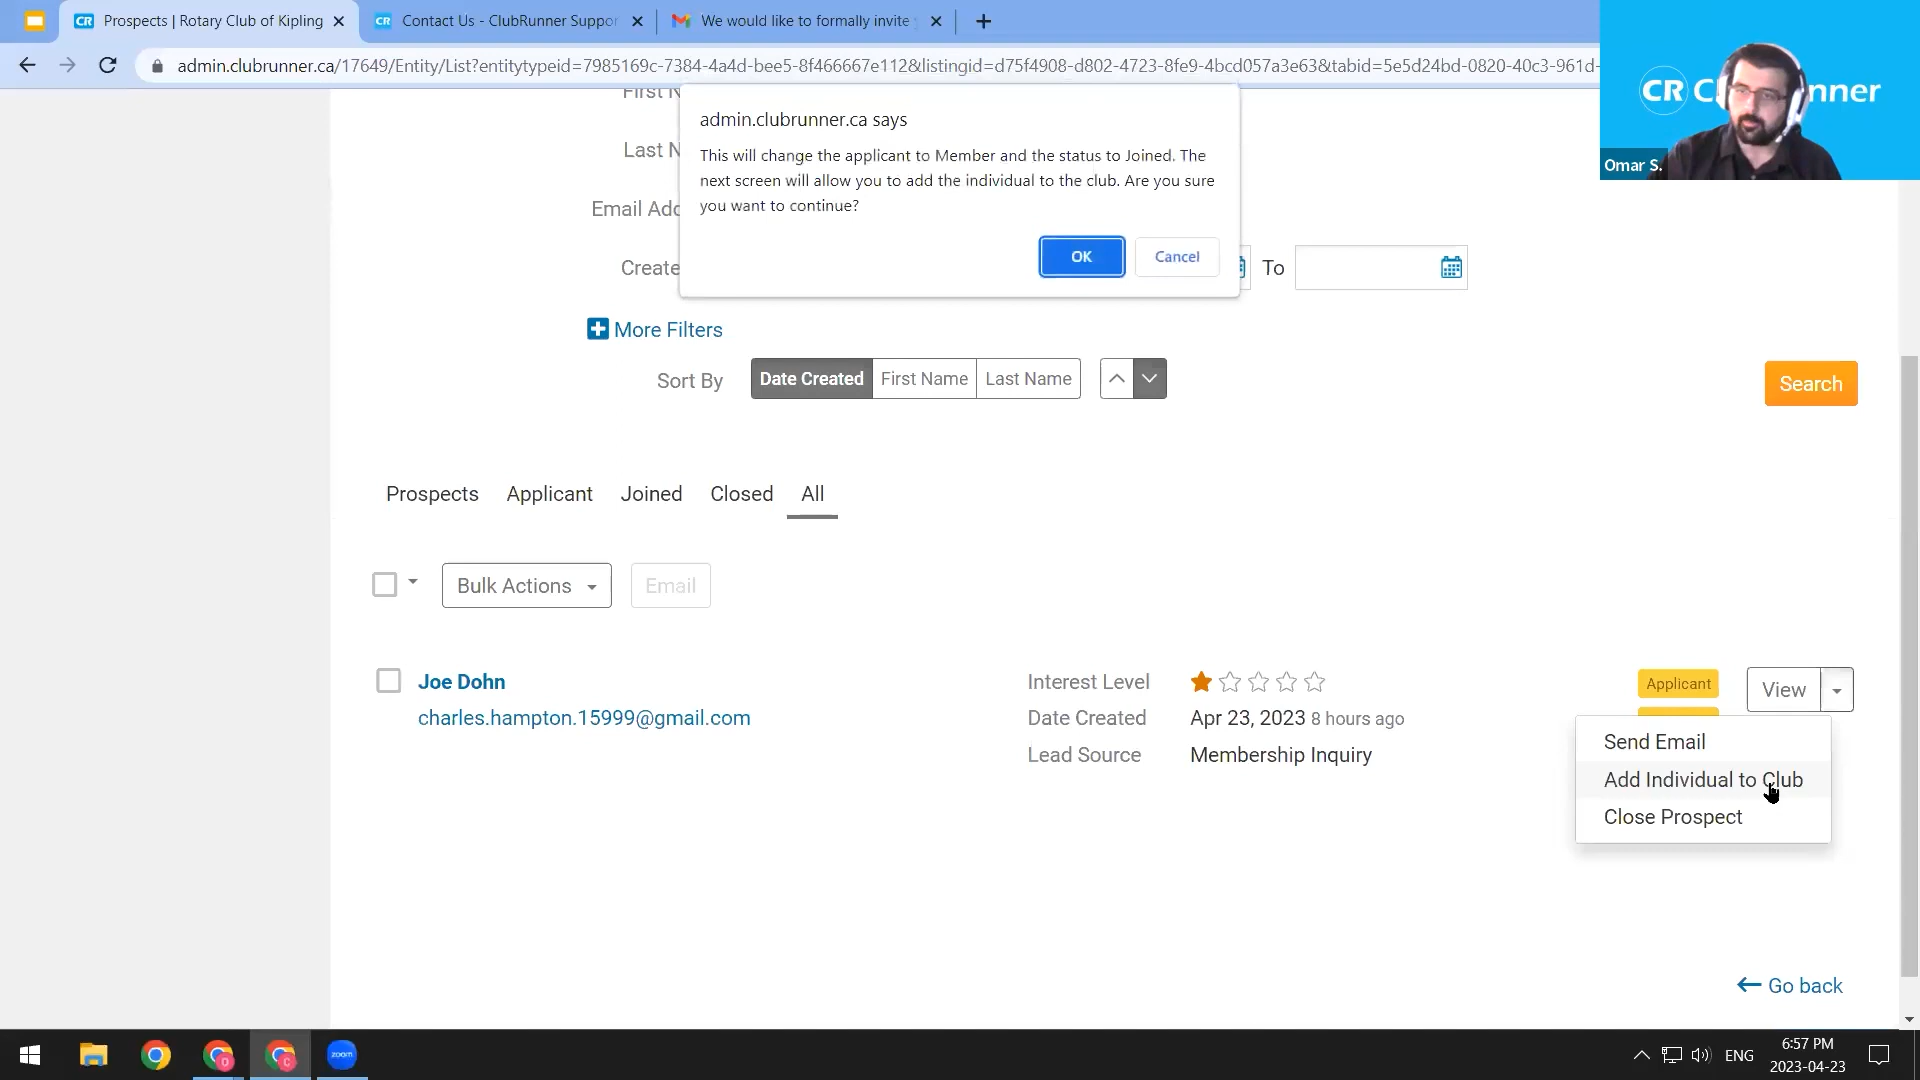 Prospects | Rotary Club of Kipling
Contact Us - ClubRunner Suppor
We would like to formally invite
admin.clubrunner.ca/17649/Entity/List?entitytypeid=7985169c-7384-4a4d-bee5-8f466667e112&listingid=d75f4908-d802-4723-8fe9-4bcd057a3e63&tabid=5e5d24bd-0820-40c3-961d-
CR
Omar S.
First N
Last N
Email Add
Create
To
admin.clubrunner.ca says
This will change the applicant to Member and the status to Joined. The
next screen will allow you to add the individual to the club. Are you sure
you want to continue?
OK
Cancel
More Filters
Sort By
Date Created
First Name
Last Name
Search
Prospects
Applicant
Joined
Closed
All
Bulk Actions
Email
Joe Dohn
charles.hampton.15999@gmail.com
Interest Level
Date Created
Apr 23, 2023 8 hours ago
Lead Source
Membership Inquiry
Applicant
View
Send Email
Add Individual to Club
Close Prospect
Go back
zoom
ENG
6:57 PM
2023-04-23